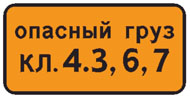 опасный груз
кл. 4.3, 6, 7